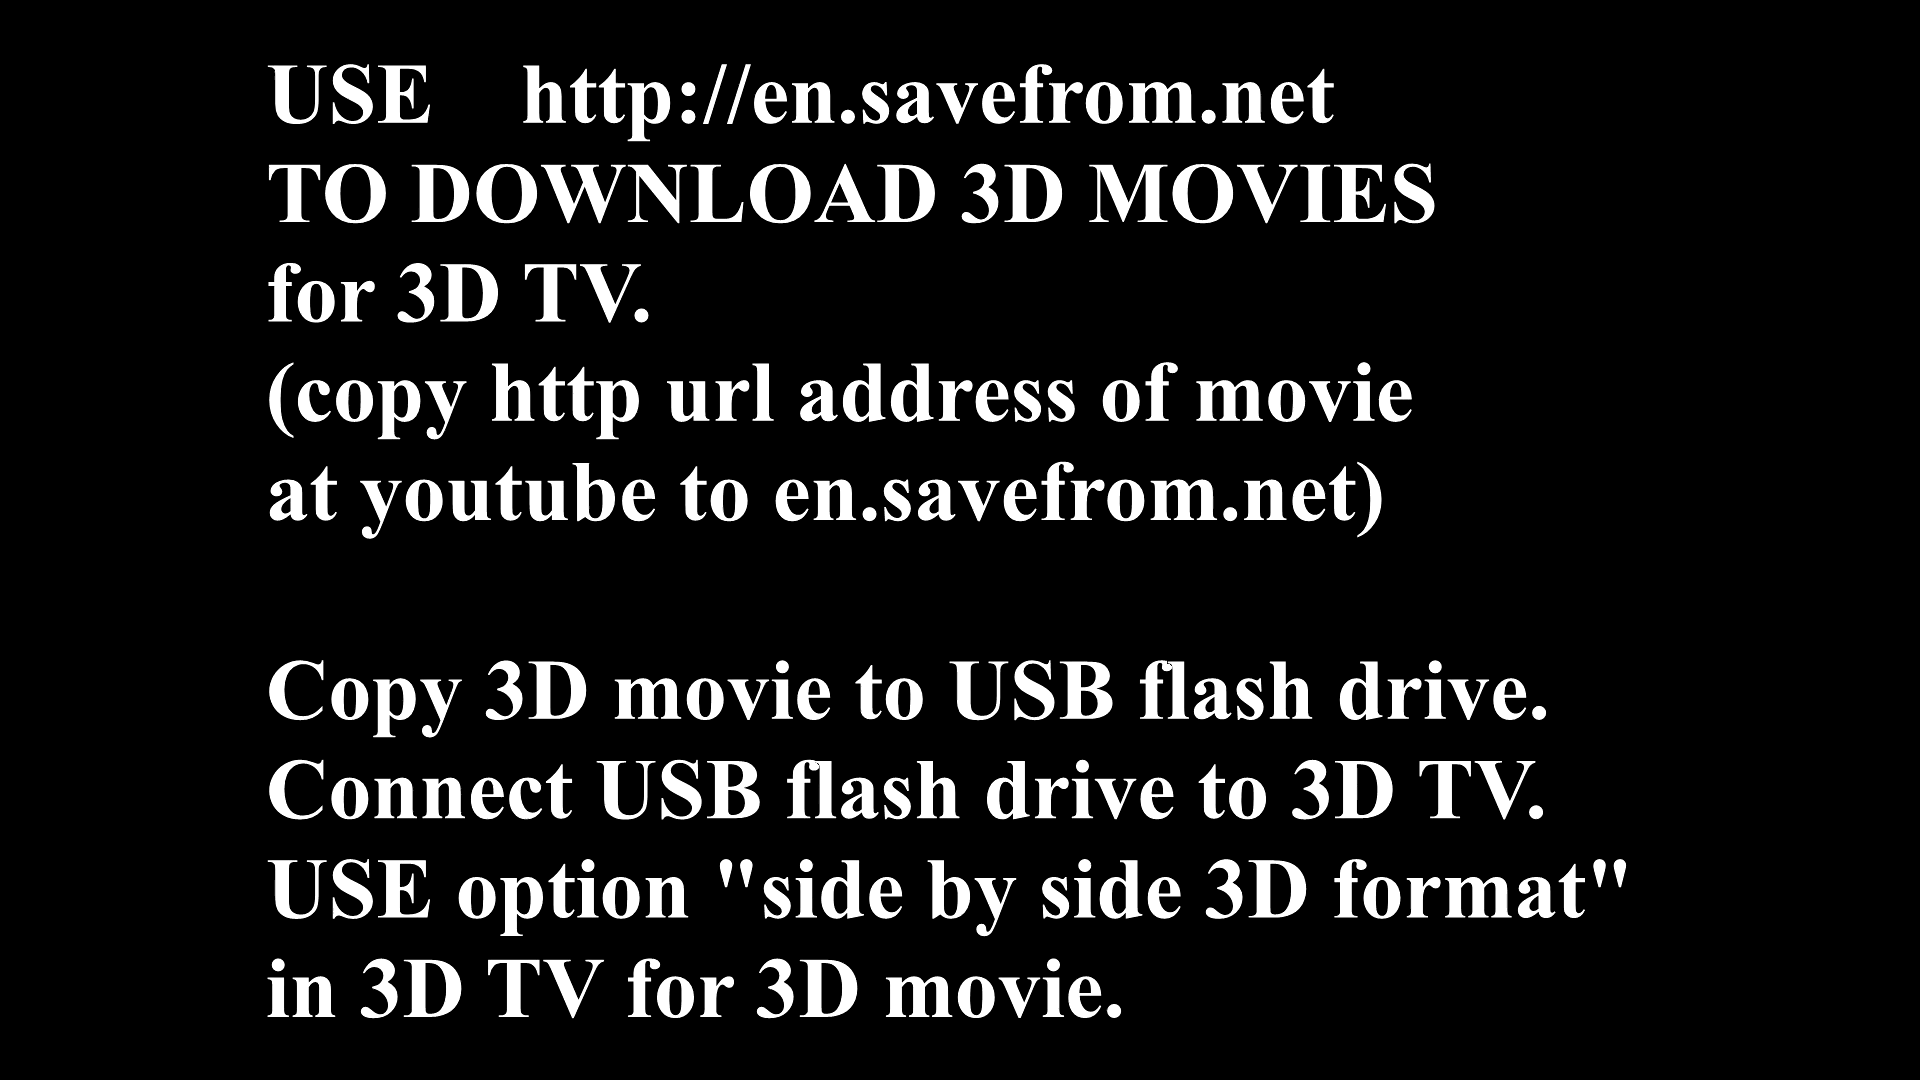 USE    http://en.savefrom.net
TO DOWNLOAD 3D MOVIES
for 3D TV.
(copy http url address of movie
at youtube to en.savefrom.net)
Copy 3D movie to USB flash drive.
Connect USB flash drive to 3D TV.
USE option "side by side 3D format"
in 3D TV for 3D movie.